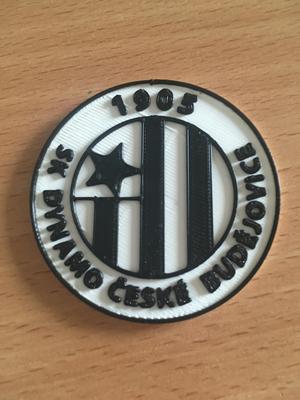 1905
SK DYNAMO ČESKÉ BUDĚJOVICE